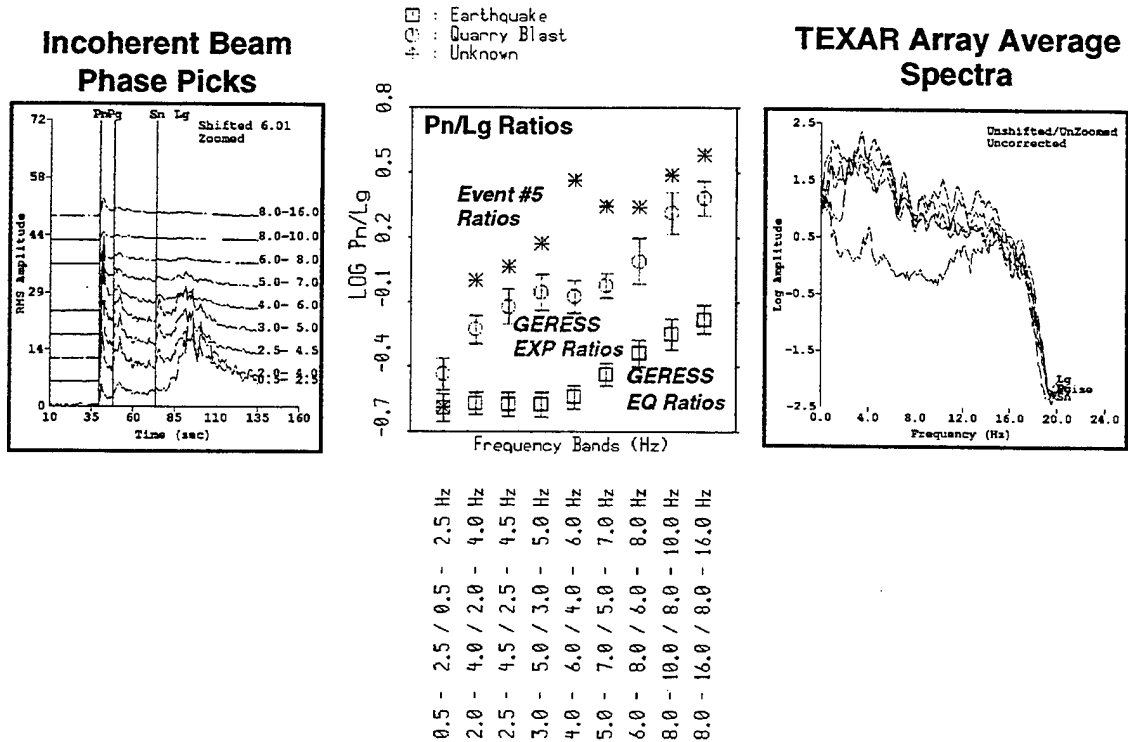 □ : Earthquake
○ : Quarry Blast
+ : Unknown
Incoherent Beam
Phase Picks
Pn Pg Sn Lg
Shifted 6.01
Zoomed
72
58
44
29
14
0
RMS Amplitude
8.0-16.0
8.0-10.0
6.0- 8.0
5.0- 7.0
4.0- 6.0
3.0- 5.0
2.5- 4.5
2.0- 4.0
0.5- 2.5
10 35 60 85 110 135 160
Time (sec)
Pn/Lg Ratios
LOG Pn/Lg
0.8
0.5
0.2
-0.1
-0.4
-0.7
Event #5
Ratios
GERESS
EXP Ratios
GERESS
EQ Ratios
Frequency Bands (Hz)
0.5 - 2.5 / 0.5 - 2.5 Hz
2.0 - 4.0 / 2.0 - 4.0 Hz
2.5 - 4.5 / 2.5 - 4.5 Hz
3.0 - 5.0 / 3.0 - 5.0 Hz
4.0 - 6.0 / 4.0 - 6.0 Hz
5.0 - 7.0 / 5.0 - 7.0 Hz
6.0 - 8.0 / 6.0 - 8.0 Hz
8.0 - 10.0 / 8.0 - 10.0 Hz
8.0 - 16.0 / 8.0 - 16.0 Hz
TEXAR Array Average
Spectra
Unshifted/UnZoomed
Uncorrected
2.5
1.5
0.5
-0.5
-1.5
-2.5
Log Amplitude
Lg
Noise
Sn
0.0 4.0 8.0 12.0 16.0 20.0 24.0
Frequency (Hz)